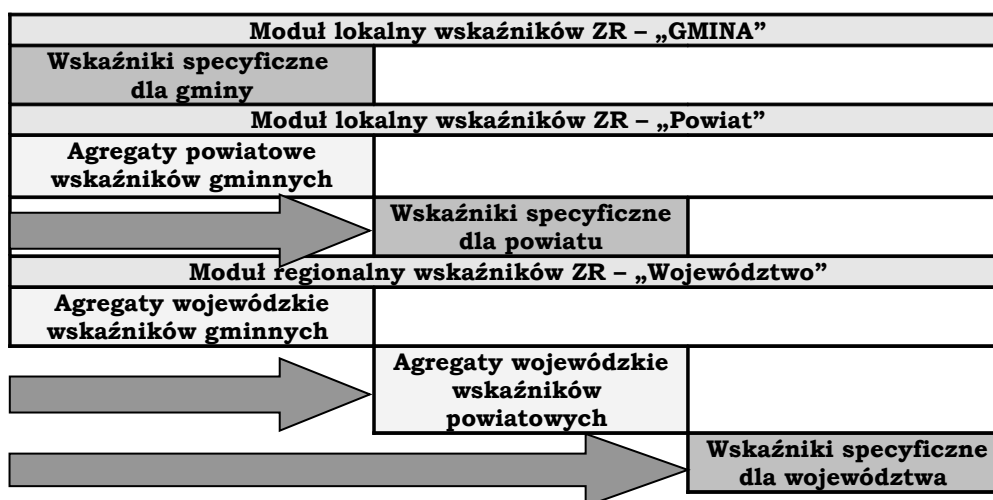 Moduł lokalny wskaźników ZR – „GMINA”
Wskaźniki specyficzne
dla gminy
Moduł lokalny wskaźników ZR – „Powiat”
Agregaty powiatowe
wskaźników gminnych
Wskaźniki specyficzne
dla powiatu
Moduł regionalny wskaźników ZR – „Województwo”
Agregaty wojewódzkie
wskaźników gminnych
Agregaty wojewódzkie
wskaźników
powiatowych
Wskaźniki specyficzne
dla województwa